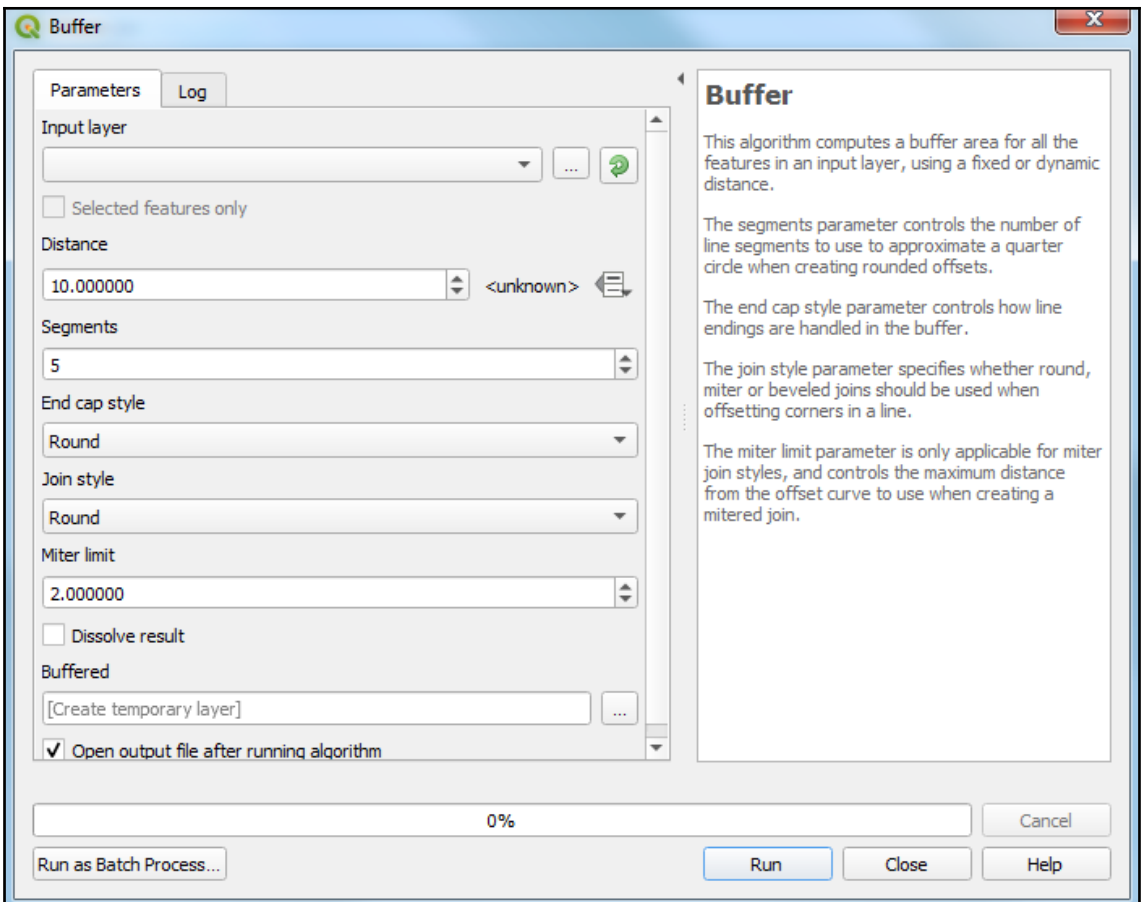 Buffer
Parameters
Log
Input layer
...
Selected features only
Distance
10.000000
<unknown>
Segments
5
End cap style
Round
Join style
Round
Miter limit
2.000000
Dissolve result
Buffered
[Create temporary layer]
...
Open output file after running algorithm
Buffer
This algorithm computes a buffer area for all the
features in an input layer, using a fixed or dynamic
distance.
The segments parameter controls the number of
line segments to use to approximate a quarter
circle when creating rounded offsets.
The end cap style parameter controls how line
endings are handled in the buffer.
The join style parameter specifies whether round,
miter or beveled joins should be used when
offsetting corners in a line.
The miter limit parameter is only applicable for miter
join styles, and controls the maximum distance
from the offset curve to use when creating a
mitered join.
0%
Cancel
Run as Batch Process...
Run
Close
Help